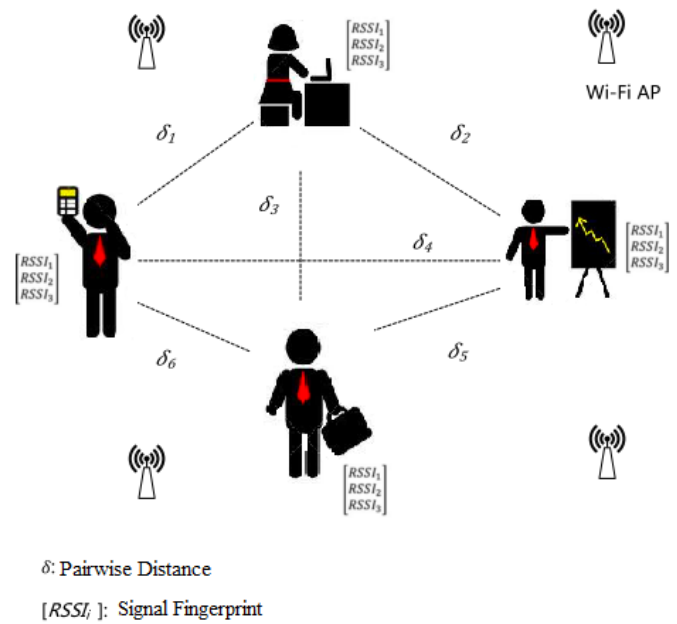 [RSSI₁
RSSI₂
RSSI₃]
Wi-Fi AP
δ₁
δ₂
δ₃
δ₄
[RSSI₁
RSSI₂
RSSI₃]
[RSSI₁
RSSI₂
RSSI₃]
δ₆
δ₅
[RSSI₁
RSSI₂
RSSI₃]
δ: Pairwise Distance
[RSSIᵢ ]: Signal Fingerprint